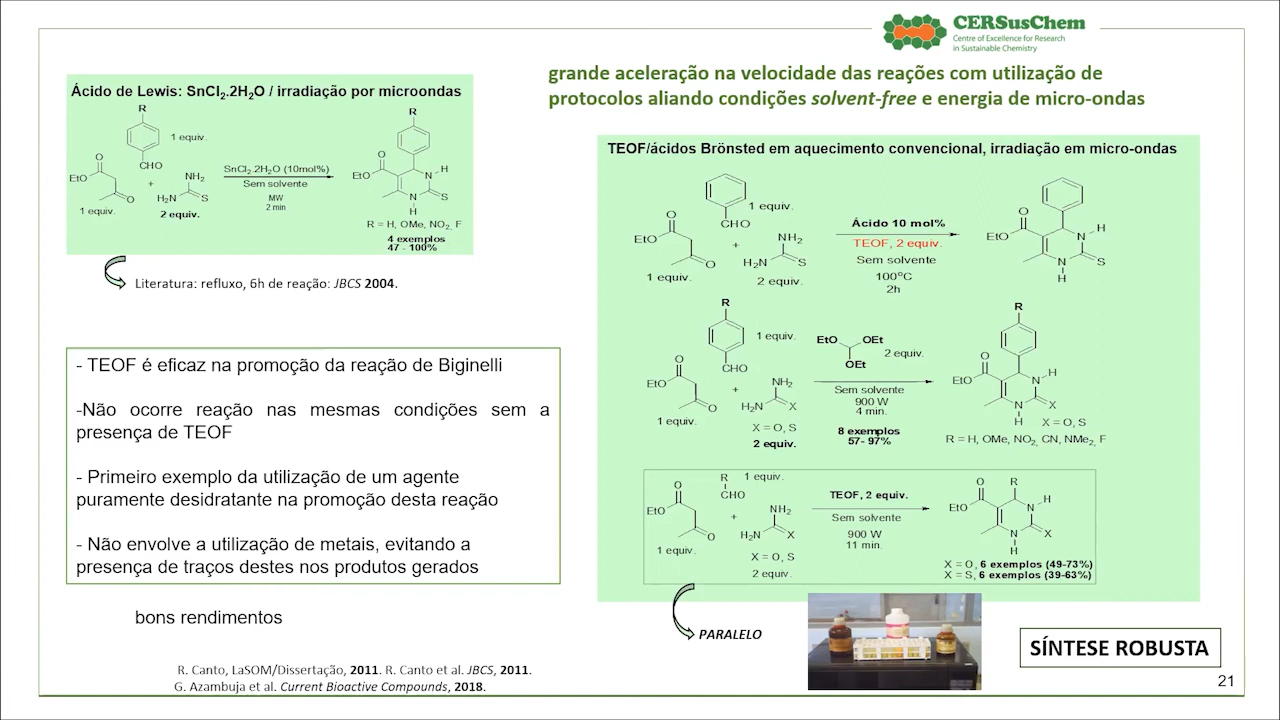 CERSusChem
Centre of Excellence for Research
in Sustainable Chemistry
grande aceleração na velocidade das reações com utilização de
protocolos aliando condições solvent-free e energia de micro-ondas
Ácido de Lewis: SnCl2.2H2O / irradiação por microondas
R
1 equiv.
CHO
O
EtO
O
1 equiv.
+
NH2
H2N
S
2 equiv.
SnCl2.2H2O (10mol%)
Sem solvente
MW
2 min
R
O
EtO
N
H
N
S
H
R = H, OMe, NO2, F
4 exemplos
47 - 100%
Literatura: refluxo, 6h de reação: JBCS 2004.
- TEOF é eficaz na promoção da reação de Biginelli
-Não ocorre reação nas mesmas condições sem a
presença de TEOF
- Primeiro exemplo da utilização de um agente
puramente desidratante na promoção desta reação
- Não envolve a utilização de metais, evitando a
presença de traços destes nos produtos gerados
bons rendimentos
R. Canto, LaSOM/Dissertação, 2011. R. Canto et al. JBCS, 2011.
G. Azambuja et al. Current Bioactive Compounds, 2018.
TEOF/ácidos Brönsted em aquecimento convencional, irradiação em micro-ondas
1 equiv.
CHO
O
EtO
O
1 equiv.
+
NH2
H2N
S
2 equiv.
Ácido 10 mol%
TEOF, 2 equiv.
Sem solvente
100ºC
2h
O
EtO
N
H
N
S
H
R
1 equiv.
CHO
O
EtO
O
1 equiv.
+
NH2
H2N
X
X = O, S
2 equiv.
EtO
OEt
OEt
2 equiv.
Sem solvente
900 W
4 min.
8 exemplos
57- 97%
R
O
EtO
N
H
N
X
H
X = O, S
R = H, OMe, NO2, CN, NMe2, F
R
1 equiv.
CHO
O
EtO
O
1 equiv.
+
NH2
H2N
X
X = O, S
2 equiv.
TEOF, 2 equiv.
Sem solvente
900 W
11 min.
O
R
EtO
N
H
N
X
H
X = O, 6 exemplos (49-73%)
X = S, 6 exemplos (39-63%)
PARALELO
SÍNTESE ROBUSTA
21